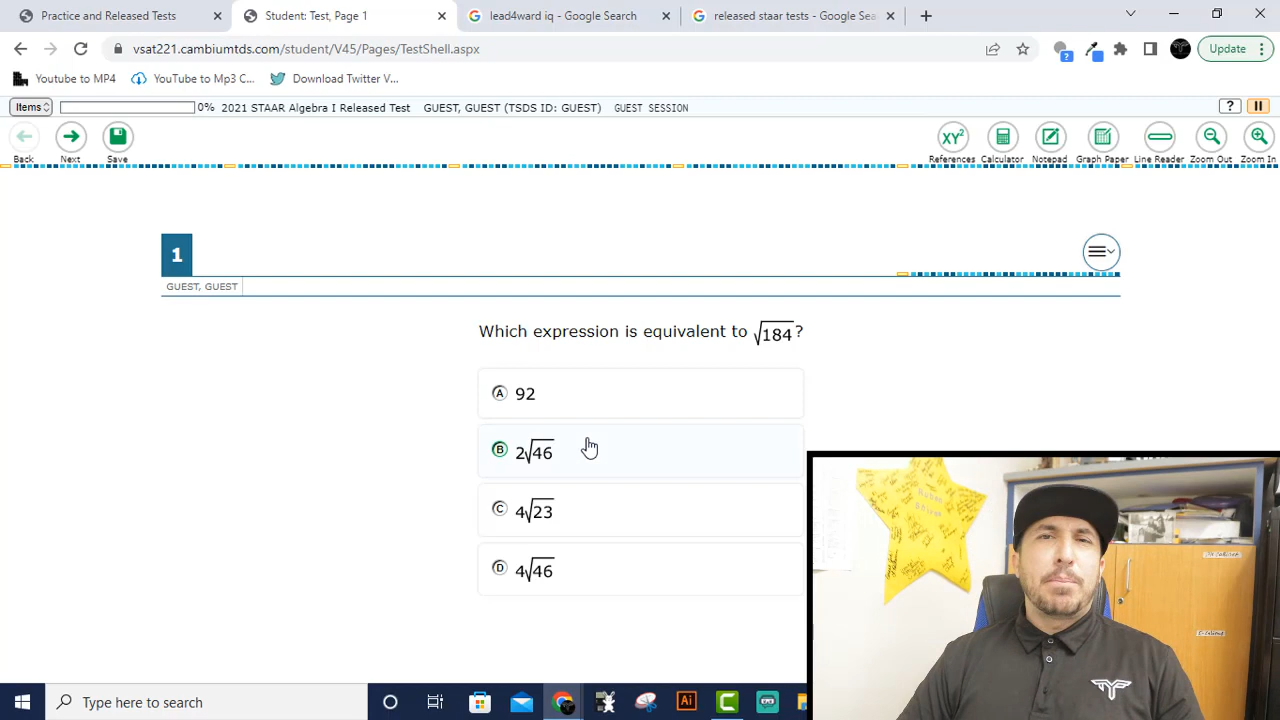 Practice and Released Tests
Student: Test, Page 1
lead4ward iq - Google Search
released staar tests - Google Sea
vsat221.cambiumtds.com/student/V45/Pages/TestShell.aspx
Update
Youtube to MP4
YouTube to Mp3 C...
Download Twitter V...
Items
0%
2021 STAAR Algebra I Released Test
GUEST, GUEST (TSDS ID: GUEST)
GUEST SESSION
?
Back
Next
Save
XY²
References
Calculator
Notepad
Graph Paper
Line Reader
Zoom Out
Zoom In
1
GUEST, GUEST
Which expression is equivalent to √184?
A 92
B 2√46
C 4√23
D 4√46
Type here to search